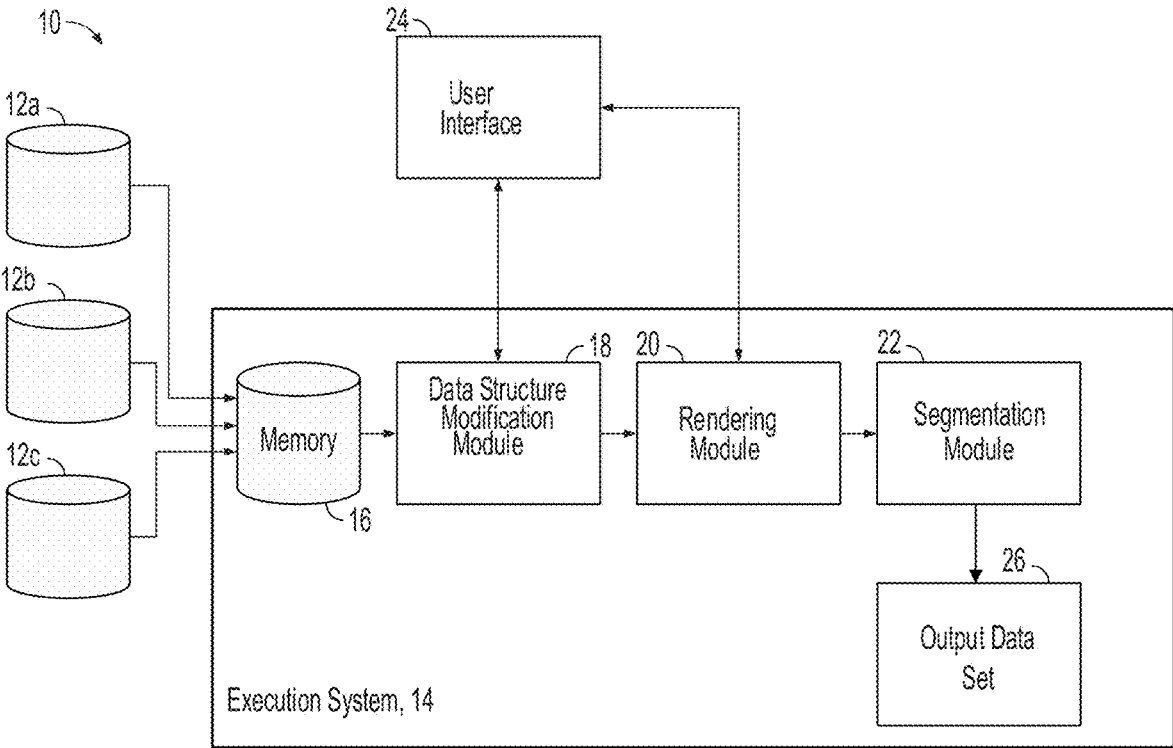 10
24
User
Interface
12a
12b
12c
Memory
16
18
Data Structure
Modification
Module
20
Rendering
Module
22
Segmentation
Module
26
Output Data
Set
Execution System, 14